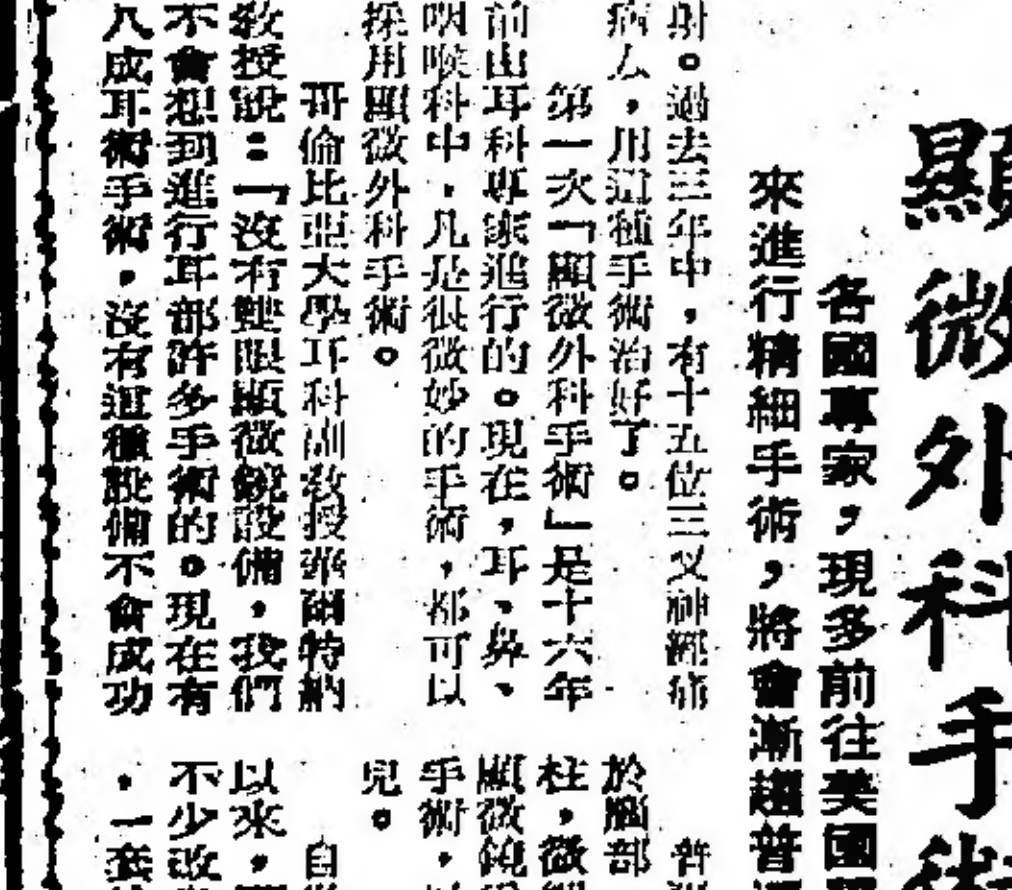 顯微外科手術
各國專家，現多前往美國
來進行精細手術，將會漸趨普
射。過去三年中，有十五位三叉神經痛
病人，用這種手術治好了。
第一次「顯微外科手術」是十六年
前由耳科專家進行的。現在，耳、鼻、
咽喉科中，凡是很微妙的手術，都可以
採用顯微外科手術。
哥倫比亞大學耳科副教授 爾特納
教授說：「沒有雙眼顯微鏡設備，我們
不會想到進行耳部許多手術的。現在有
八成耳術手術，沒有這種設備不會成功
普
於腦部
柱，微
顯微鏡
手術，
兒。
自
以來，
不少改
，一套